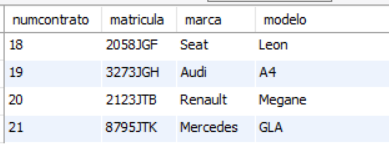 numcontrato matricula marca modelo
18 2058JGF Seat Leon
19 3273JGH Audi A4
20 2123JTB Renault Megane
21 8795JTK Mercedes GLA